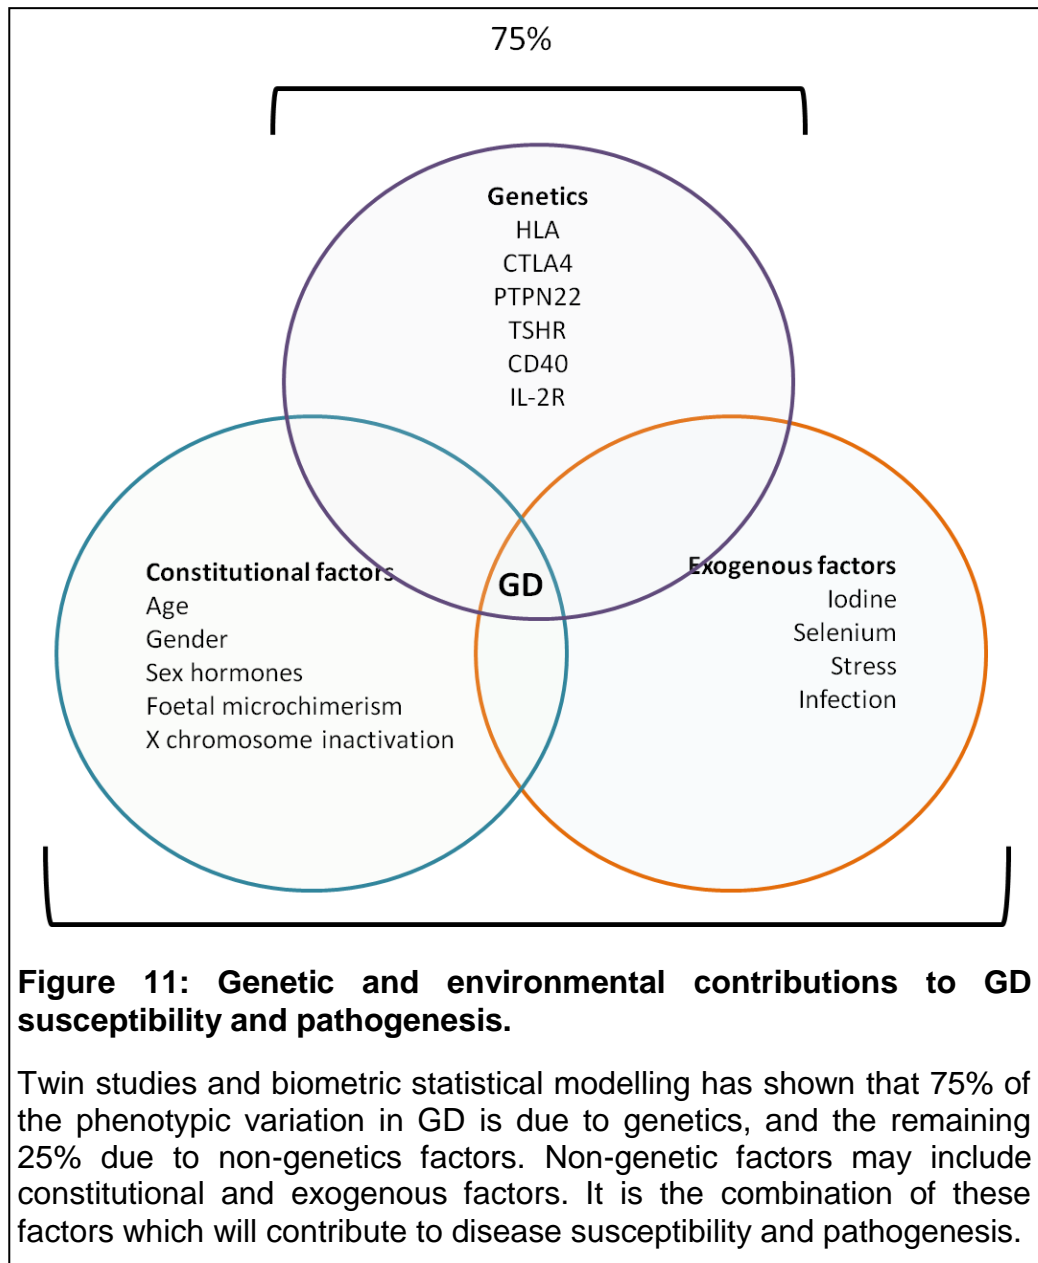 75%
Genetics
HLA
CTLA4
PTPN22
TSHR
CD40
IL-2R
Constitutional factors
Age
Gender
Sex hormones
Foetal microchimerism
X chromosome inactivation
GD
Exogenous factors
Iodine
Selenium
Stress
Infection
Figure 11: Genetic and environmental contributions to GD
susceptibility and pathogenesis.
Twin studies and biometric statistical modelling has shown that 75% of
the phenotypic variation in GD is due to genetics, and the remaining
25% due to non-genetics factors. Non-genetic factors may include
constitutional and exogenous factors. It is the combination of these
factors which will contribute to disease susceptibility and pathogenesis.